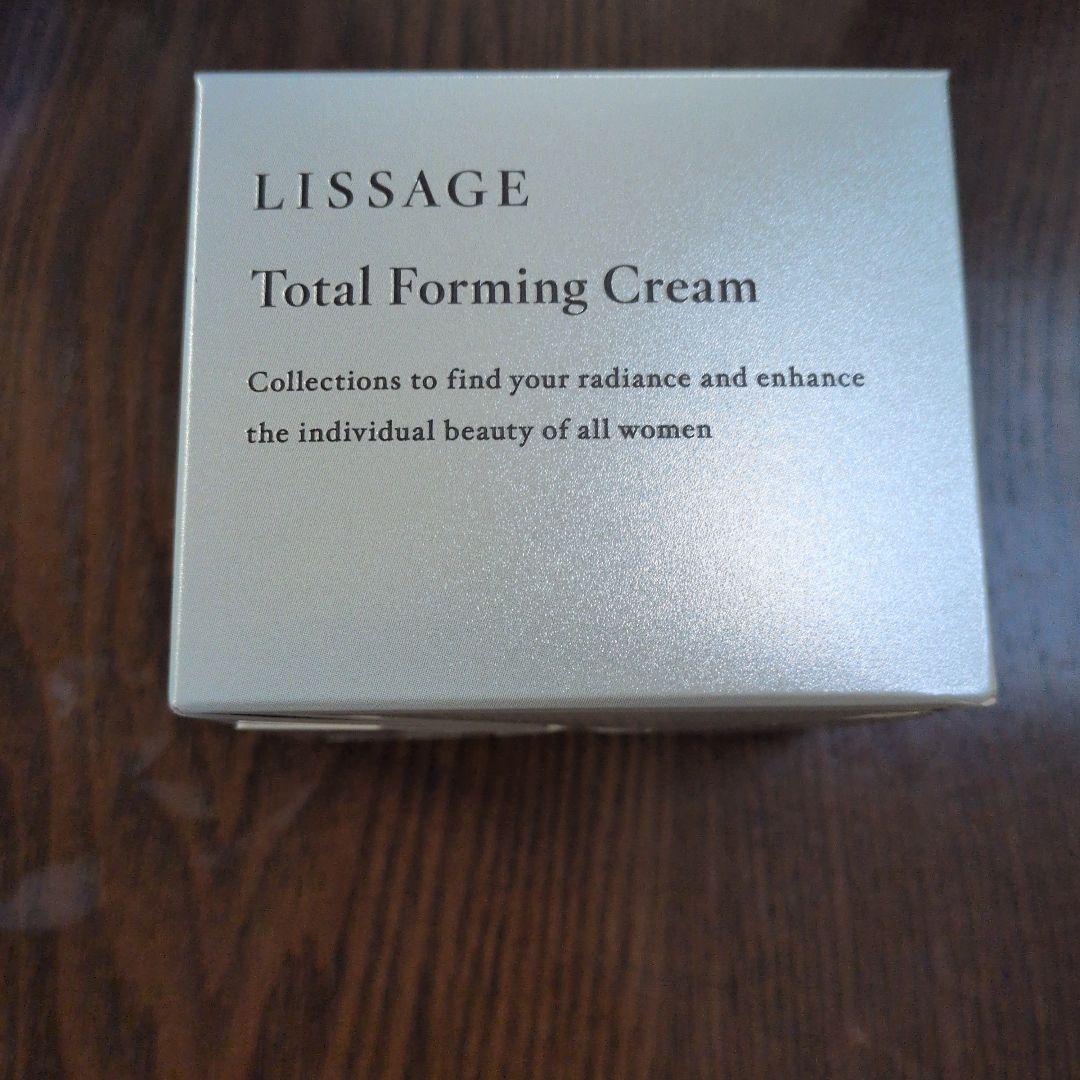 LISSAGE
Total Forming Cream
Collections to find your radiance and enhance
the individual beauty of all women